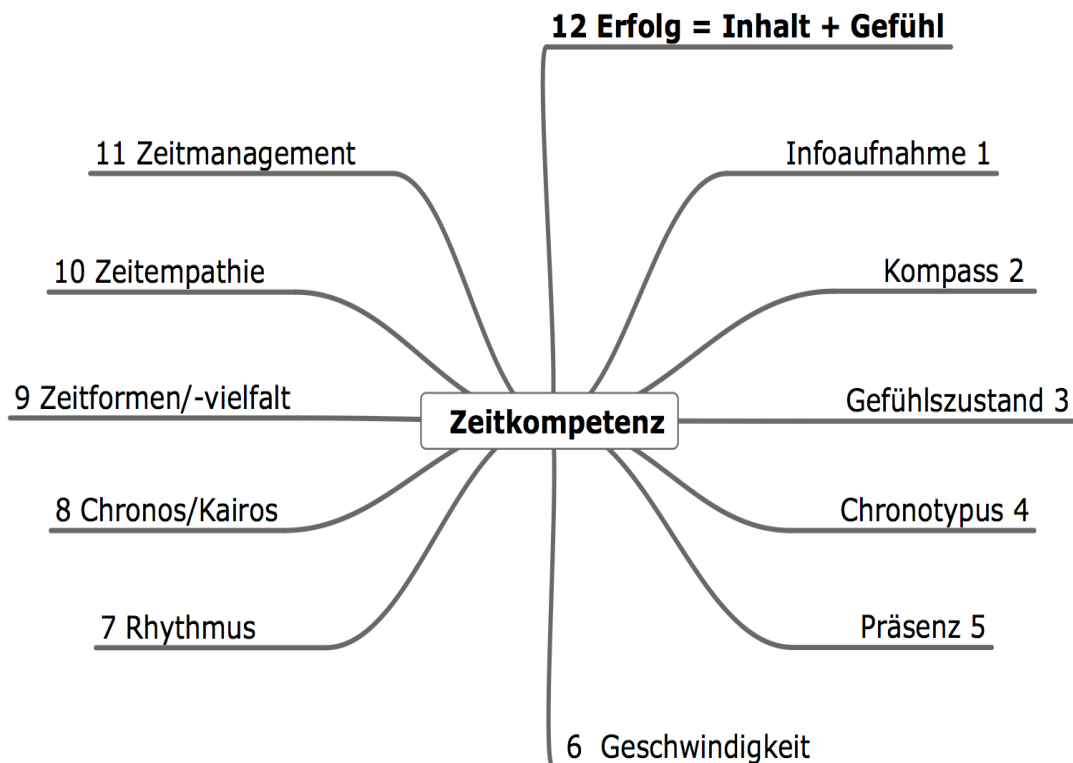 12 Erfolg = Inhalt + Gefühl
11 Zeitmanagement
Infoaufnahme 1
10 Zeitempathie
Kompass 2
9 Zeitformen/-vielfalt
Gefühlszustand 3
Zeitkompetenz
8 Chronos/Kairos
Chronotypus 4
7 Rhythmus
Präsenz 5
6 Geschwindigkeit